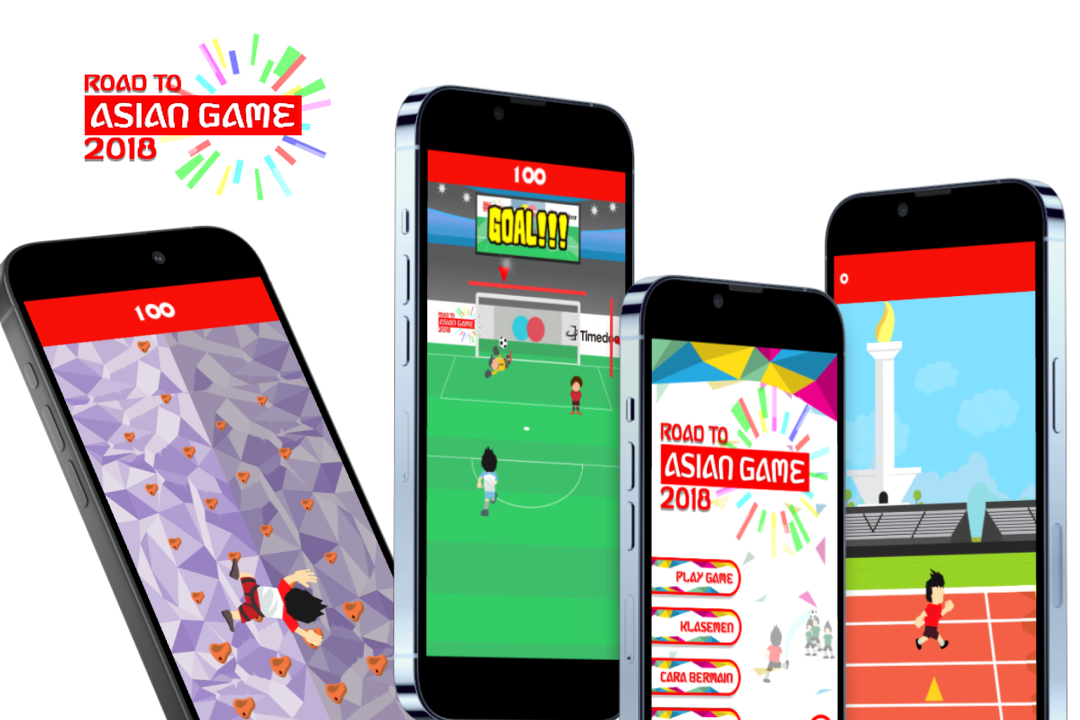 ROAD TO
ASIAN GAME
2018
100
100
GOAL!!!
ROAD TO
ASIAN GAME
2018
Timedoo
0
ROAD TO
ASIAN GAME
2018
PLAY GAME
KLASEMEN
CARA BERMAIN